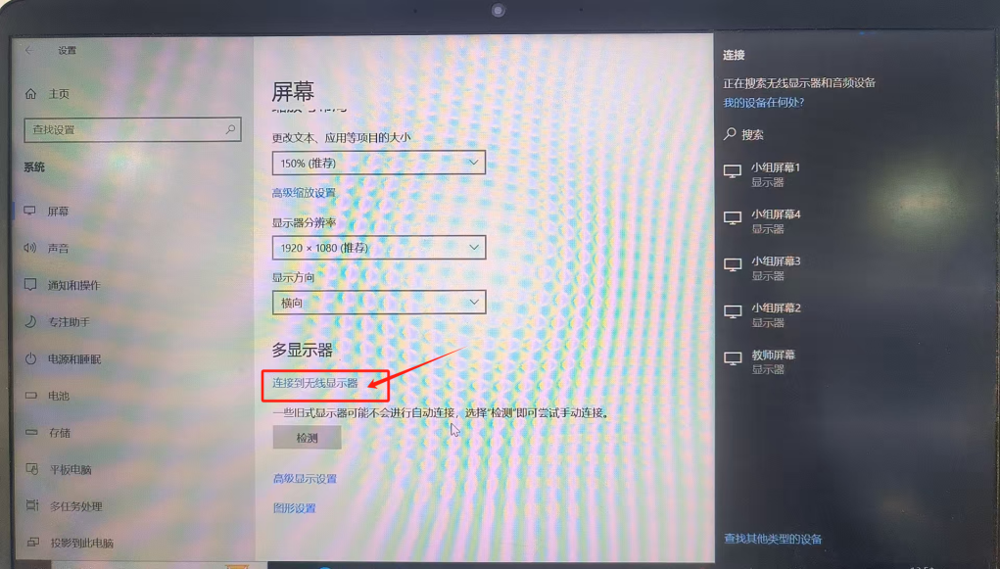 设置
主页
查找设置
系统
屏幕
声音
通知和操作
专注助手
电源和睡眠
电池
存储
平板电脑
多任务处理
投影到此电脑
屏幕
缩放与布局
更改文本、应用等项目的大小
150% (推荐)
高级缩放设置
显示器分辨率
1920 × 1080 (推荐)
显示方向
横向
多显示器
连接到无线显示器
一些旧式显示器可能不会进行自动连接，选择"检测"即可尝试手动连接。
检测
高级显示设置
图形设置
连接
正在搜索无线显示器和音频设备
我的设备在何处?
搜索
小组屏幕1
显示器
小组屏幕4
显示器
小组屏幕3
显示器
小组屏幕2
显示器
教师屏幕
显示器
查找其他类型的设备